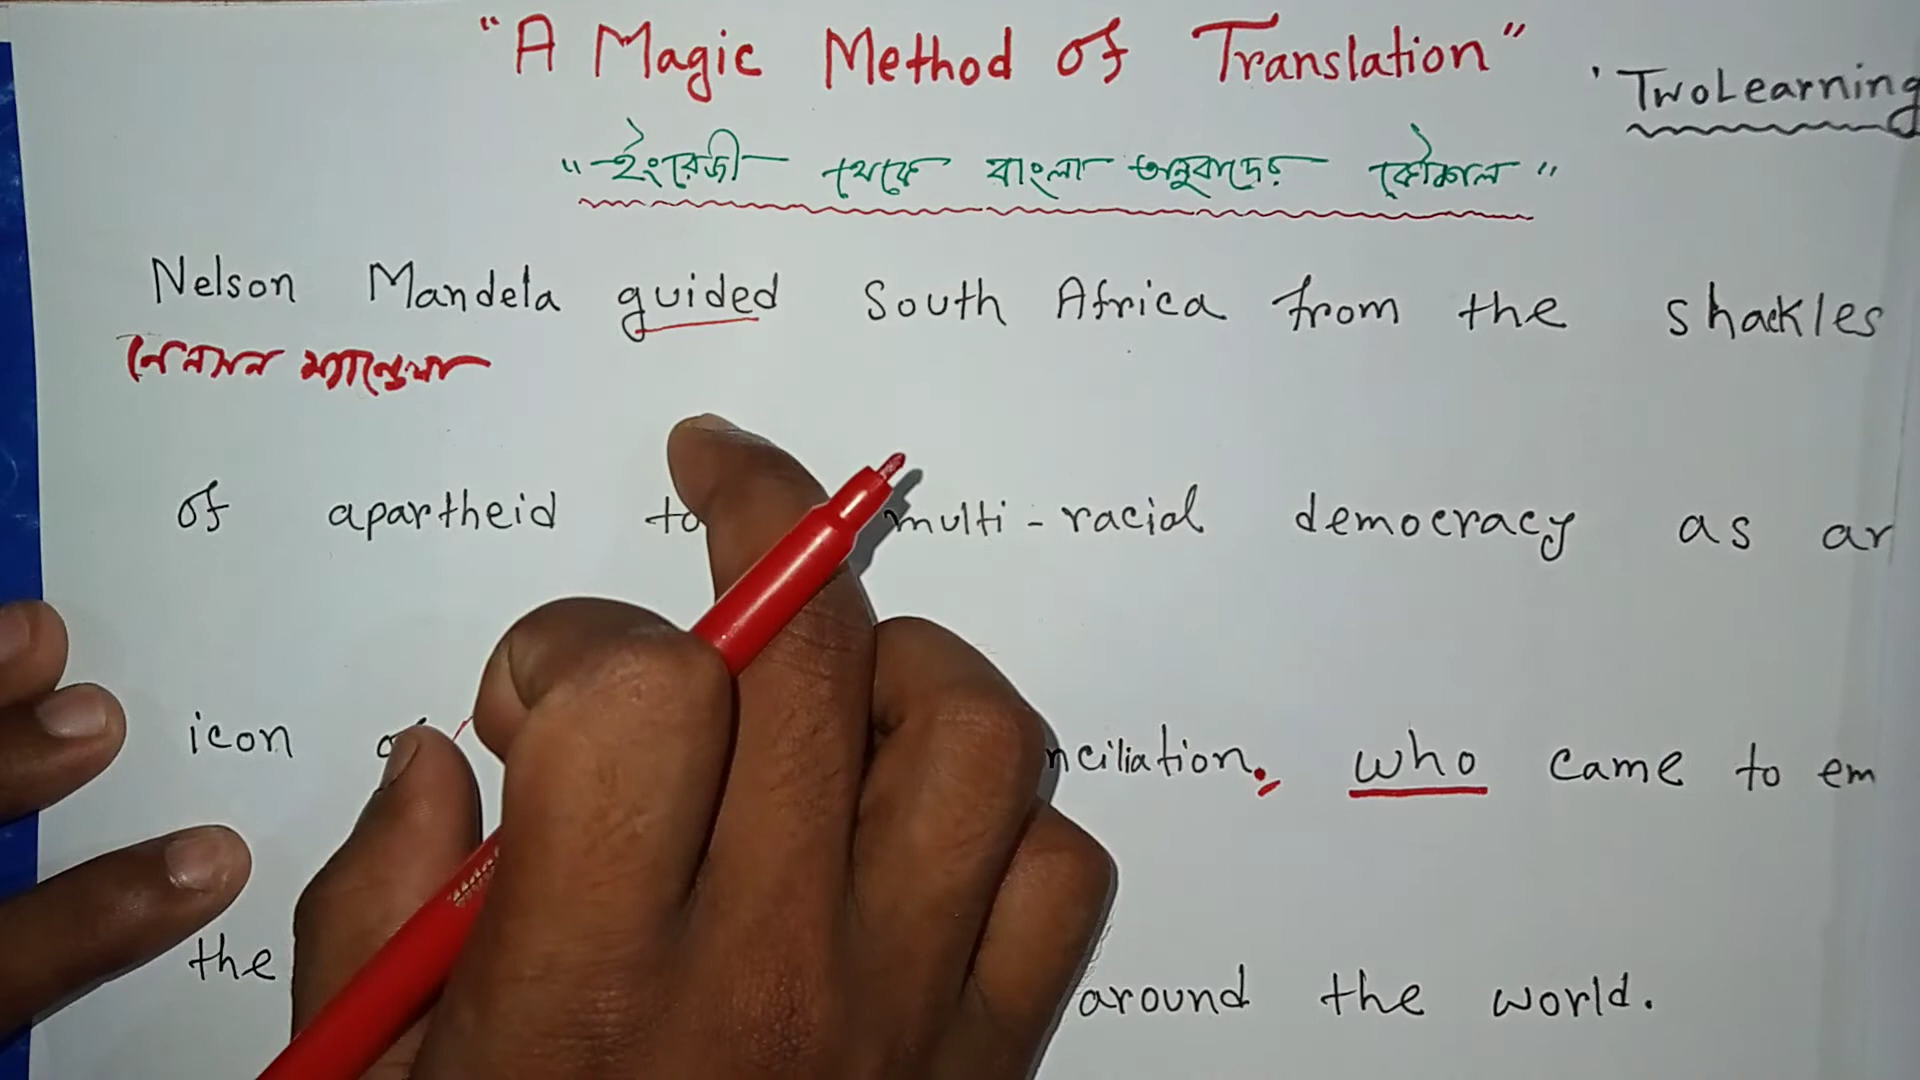 "A Magic Method of Translation"
'TwoLearning
"ইংরেজী থেকে বাংলা অনুবাদের কৌশল"
Nelson Mandela guided South Africa from the shackles
নেলসন ম্যান্ডেলা
of apartheid to multi-racial democracy as an
icon nciliation, who came to em
the around the world.